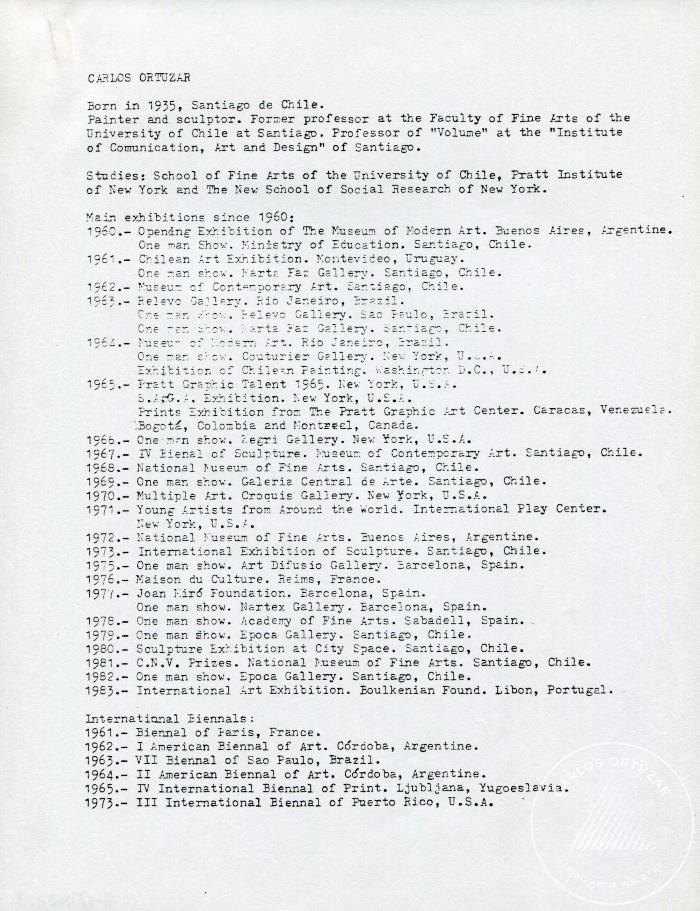 CARLOS ORTUZAR
Born in 1935, Santiago de Chile.
Painter and sculptor. Former professor at the Faculty of Fine Arts of the
University of Chile at Santiago. Professor of "Volume" at the "Institute
of Comunication, Art and Design" of Santiago.
Studies: School of Fine Arts of the University of Chile, Pratt Institute
of New York and The New School of Social Research of New York.
Main exhibitions since 1960:
1960.- Opening Exhibition of The Museum of Modern Art. Buenos Aires, Argentine.
One man Show. Ministry of Education. Santiago, Chile.
1961.- Chilean Art Exhibition. Montevideo, Uruguay.
One man show. Marta Faz Gallery. Santiago, Chile.
1962.- Museum of Contemporary Art. Santiago, Chile.
1963.- Relevo Gallery. Rio Janeiro, Brazil.
One man show. Relevo Gallery. Sao Paulo, Brazil.
One man show. Marta Faz Gallery. Santiago, Chile.
1964.- Museum of Modern Art. Rio Janeiro, Brazil.
One man show. Couturier Gallery. New York, U.S.A.
Exhibition of Chilean Painting. Washington D.C., U.S.A.
1965.- Pratt Graphic Talent 1965. New York, U.S.A.
S.A.G.A. Exhibition. New York, U.S.A.
Prints Exhibition from The Pratt Graphic Art Center. Caracas, Venezuela.
Bogotá, Colombia and Montreel, Canada.
1966.- One man show. Zegri Gallery. New York, U.S.A.
1967.- IV Bienal of Sculpture. Museum of Contemporary Art. Santiago, Chile.
1968.- National Museum of Fine Arts. Santiago, Chile.
1969.- One man show. Galeria Central de Arte. Santiago, Chile.
1970.- Multiple Art. Croquis Gallery. New York, U.S.A.
1971.- Young Artists from Around the World. International Play Center.
New York, U.S.A.
1972.- National Museum of Fine Arts. Buenos Aires, Argentine.
1973.- International Exhibition of Sculpture. Santiago, Chile.
1975.- One man show. Art Difusio Gallery. Barcelona, Spain.
1976.- Maison du Culture. Reims, France.
1977.- Joan Miró Foundation. Barcelona, Spain.
One man show. Nartex Gallery. Barcelona, Spain.
1978.- One man show. Academy of Fine Arts. Sabadell, Spain.
1979.- One man show. Epoca Gallery. Santiago, Chile.
1980.- Sculpture Exhibition at City Space. Santiago, Chile.
1981.- C.N.V. Prizes. National Museum of Fine Arts. Santiago, Chile.
1982.- One man show. Epoca Gallery. Santiago, Chile.
1983.- International Art Exhibition. Boulkenian Found. Libon, Portugal.
International Biennals:
1961.- Biennal of Paris, France.
1962.- I American Biennal of Art. Córdoba, Argentine.
1963.- VII Biennal of Sao Paulo, Brazil.
1964.- II American Biennal of Art. Córdoba, Argentine.
1965.- IV International Biennal of Print. Ljubljana, Yugoeslavia.
1973.- III International Biennal of Puerto Rico, U.S.A.
CARLOS ORTUZAR